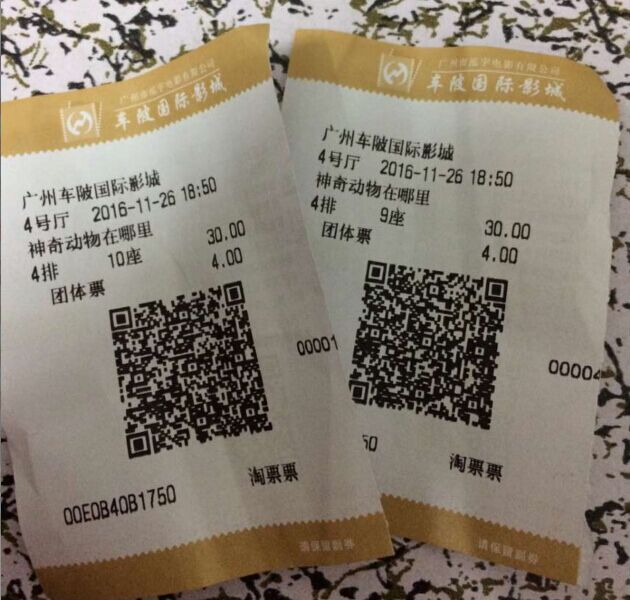 广州市泓宇电影有限公司
车陂国际影城
广州车陂国际影城
4号厅 2016-11-26 18:50
神奇动物在哪里
30.00
4排 10座 4.00
团体票
00001
淘票票
00E0B40B1750
请保留副券
广州市泓宇电影有限公司
车陂国际影城
广州车陂国际影城
4号厅 2016-11-26 18:50
神奇动物在哪里
4排 9座 30.00
团体票 4.00
00004
50
淘票票
请保留副券